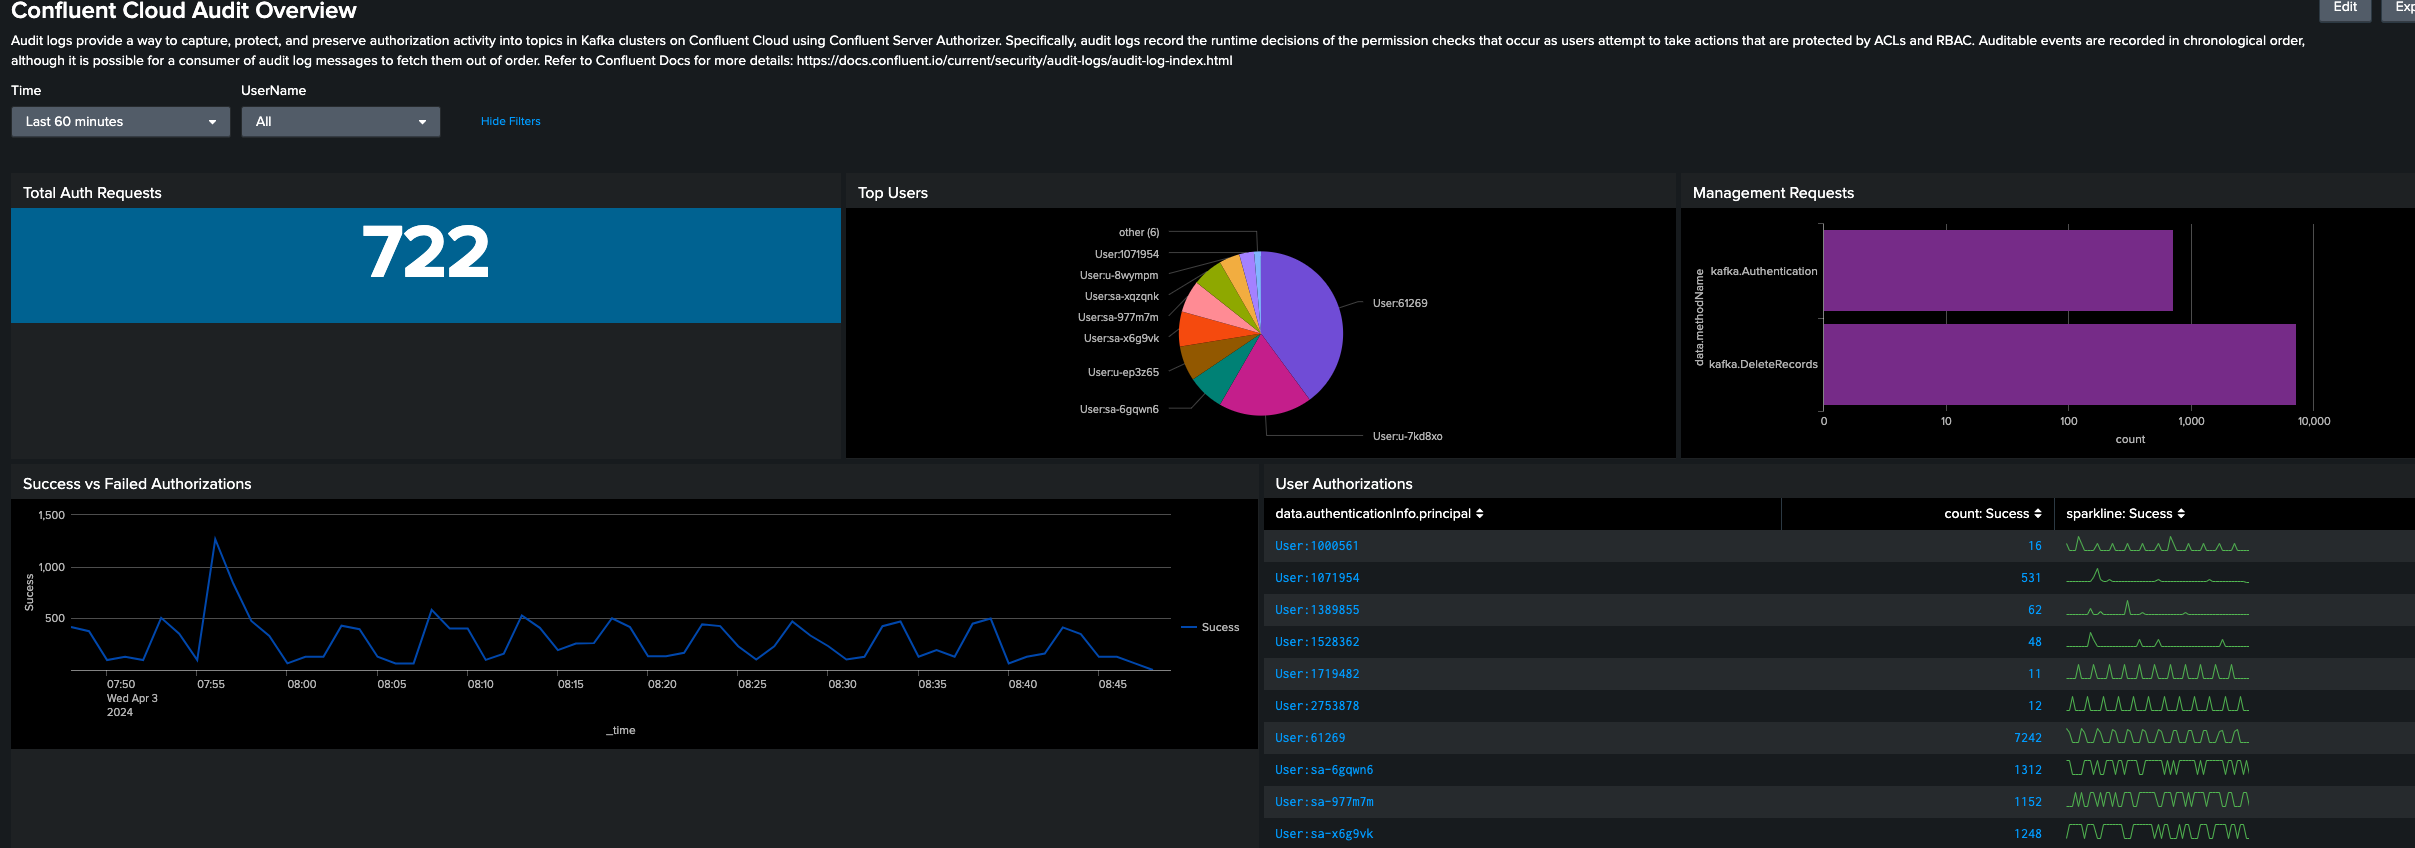 Confluent Cloud Audit Overview
Edit
Exp
Audit logs provide a way to capture, protect, and preserve authorization activity into topics in Kafka clusters on Confluent Cloud using Confluent Server Authorizer. Specifically, audit logs record the runtime decisions of the permission checks that occur as users attempt to take actions that are protected by ACLs and RBAC. Auditable events are recorded in chronological order,
although it is possible for a consumer of audit log messages to fetch them out of order. Refer to Confluent Docs for more details: https://docs.confluent.io/current/security/audit-logs/audit-log-index.html
Time
UserName
Last 60 minutes
All
Hide Filters
Total Auth Requests
722
Top Users
other (6)
User:1071954
User:u-8wympm
User:sa-xqzqnk
User:sa-977m7m
User:sa-x6g9vk
User:u-ep3z65
User:sa-6gqwn6
User:61269
User:u-7kd8xo
Management Requests
data.methodName
kafka.Authentication
kafka.DeleteRecords
0
10
100
1,000
10,000
count
Success vs Failed Authorizations
Sucess
1,500
1,000
500
07:50
Wed Apr 3
2024
07:55
08:00
08:05
08:10
08:15
08:20
08:25
08:30
08:35
08:40
08:45
_time
Sucess
User Authorizations
data.authenticationInfo.principal count: Sucess sparkline: Sucess
User:1000561 16
User:1071954 531
User:1389855 62
User:1528362 48
User:1719482 11
User:2753878 12
User:61269 7242
User:sa-6gqwn6 1312
User:sa-977m7m 1152
User:sa-x6g9vk 1248